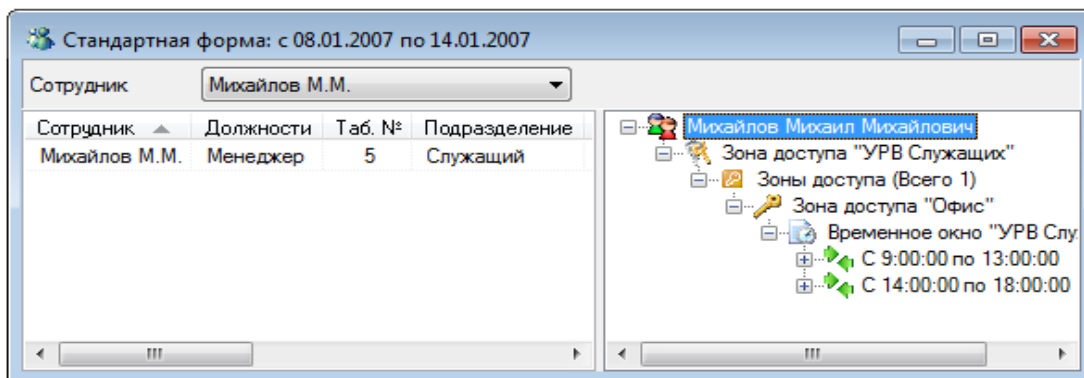 Стандартная форма: с 08.01.2007 по 14.01.2007
Сотрудник Михайлов М.М.
Сотрудник Должности Таб. № Подразделение
Михайлов М.М. Менеджер 5 Служащий
Михайлов Михаил Михайлович
Зона доступа "УРВ Служащих"
Зоны доступа (Всего 1)
Зона доступа "Офис"
Временное окно "УРВ Слу
С 9:00:00 по 13:00:00
С 14:00:00 по 18:00:00